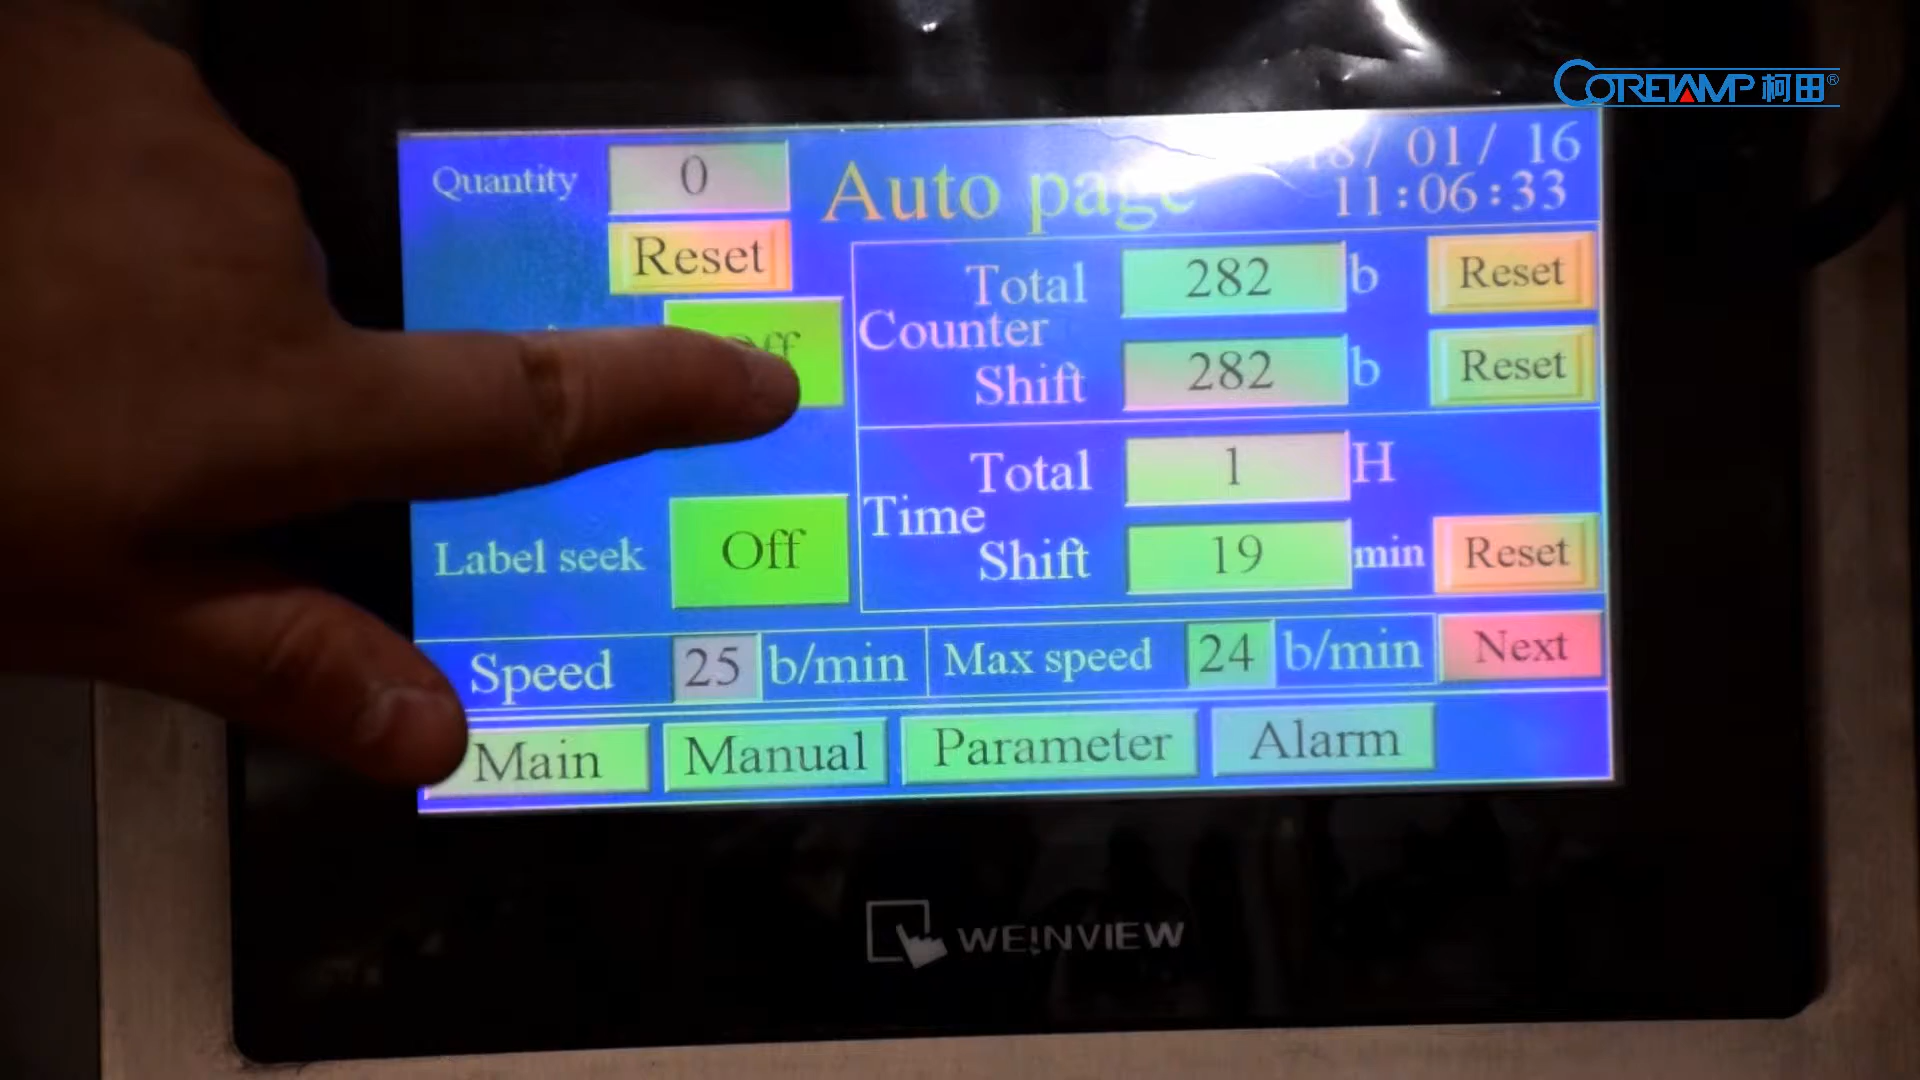 CORETAMP 柯田®
Quantity 0
Auto page
8/ 01/ 16
11:06:33
Reset
Total 282 b Reset
Off
Counter
Shift 282 b Reset
Total 1 H
Time
Label seek Off
Shift 19 min Reset
Speed 25 b/min Max speed 24 b/min Next
Main Manual Parameter Alarm
WEINVIEW